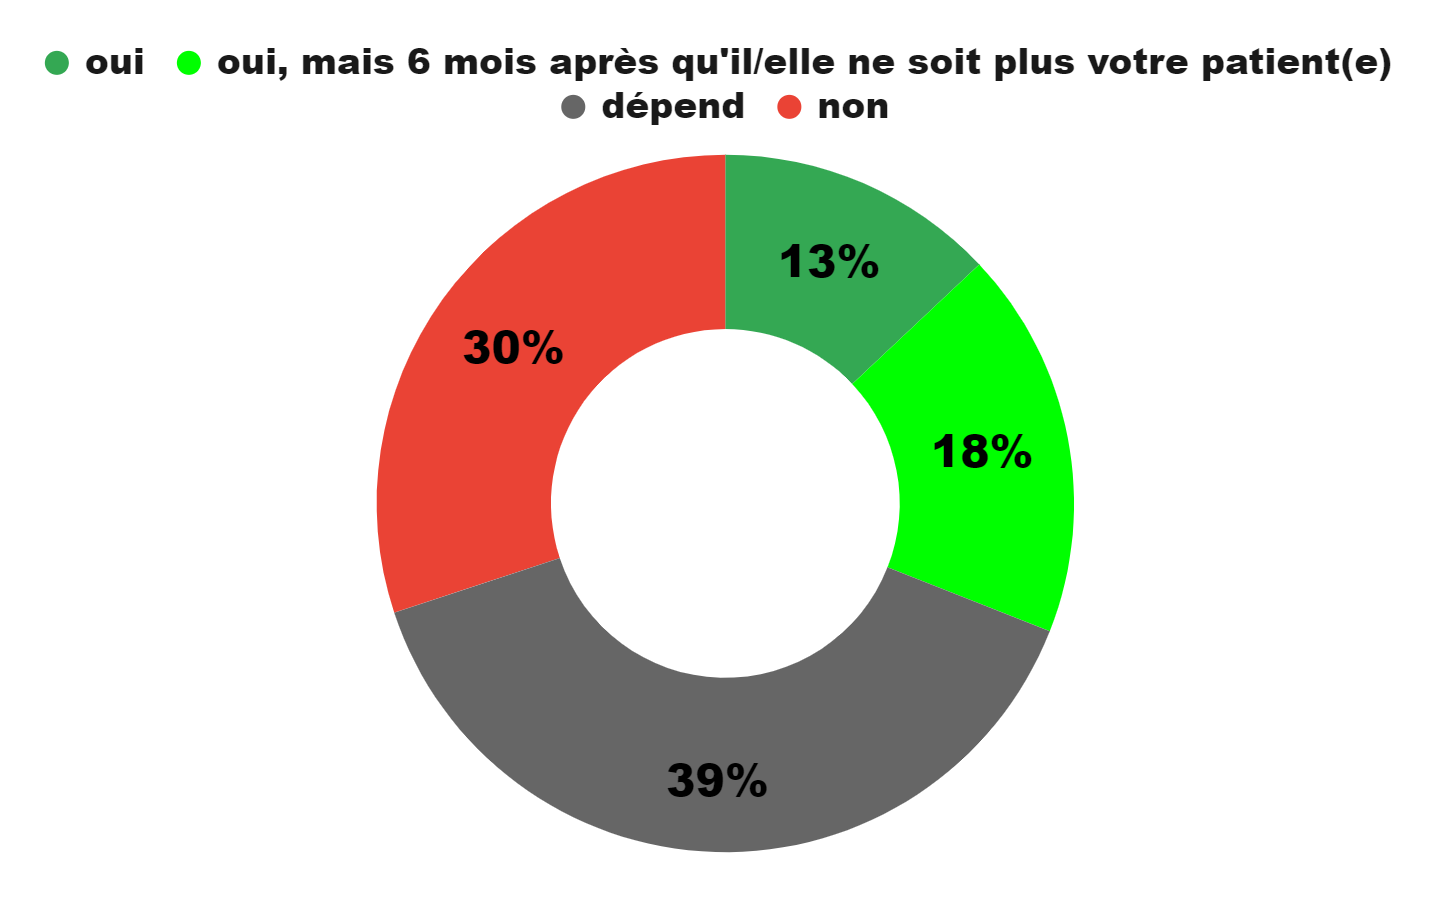 oui oui, mais 6 mois après qu'il/elle ne soit plus votre patient(e)
dépend non
13%
30%
18%
39%